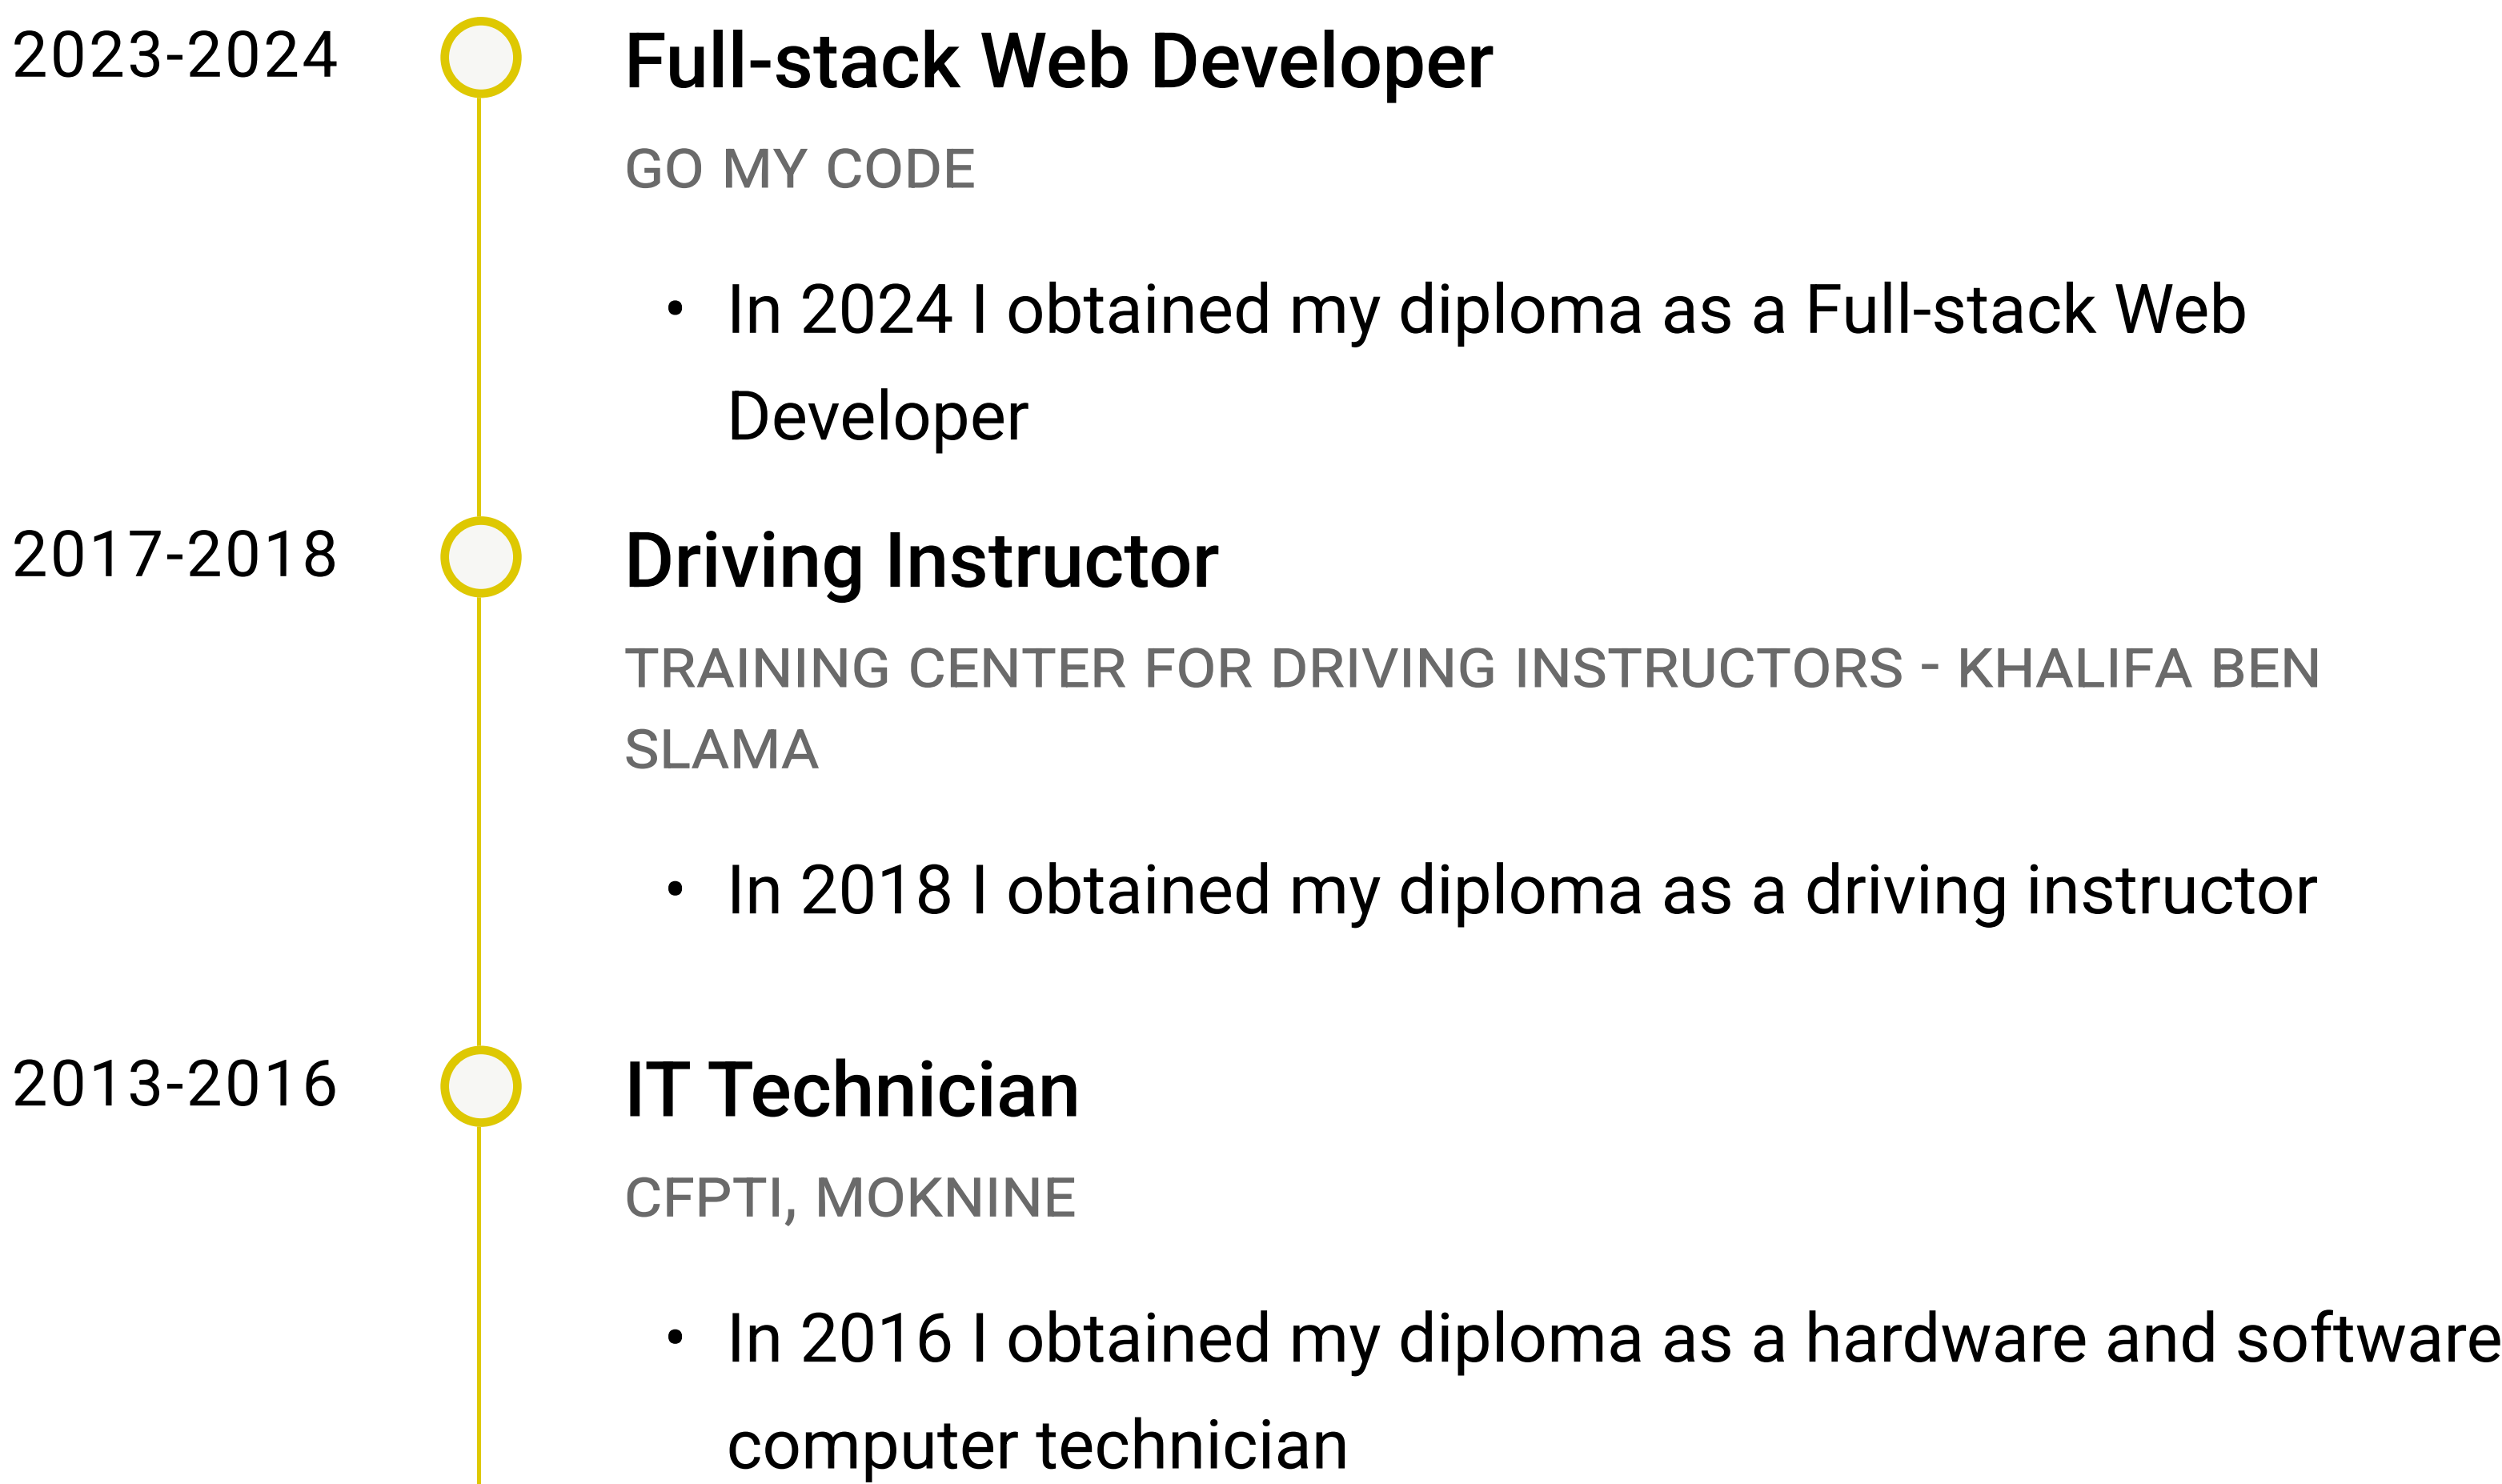 2023-2024
Full-stack Web Developer
GO MY CODE
• In 2024 I obtained my diploma as a Full-stack Web
Developer
2017-2018
Driving Instructor
TRAINING CENTER FOR DRIVING INSTRUCTORS - KHALIFA BEN
SLAMA
• In 2018 I obtained my diploma as a driving instructor
2013-2016
IT Technician
CFPTI, MOKNINE
• In 2016 I obtained my diploma as a hardware and software
computer technician